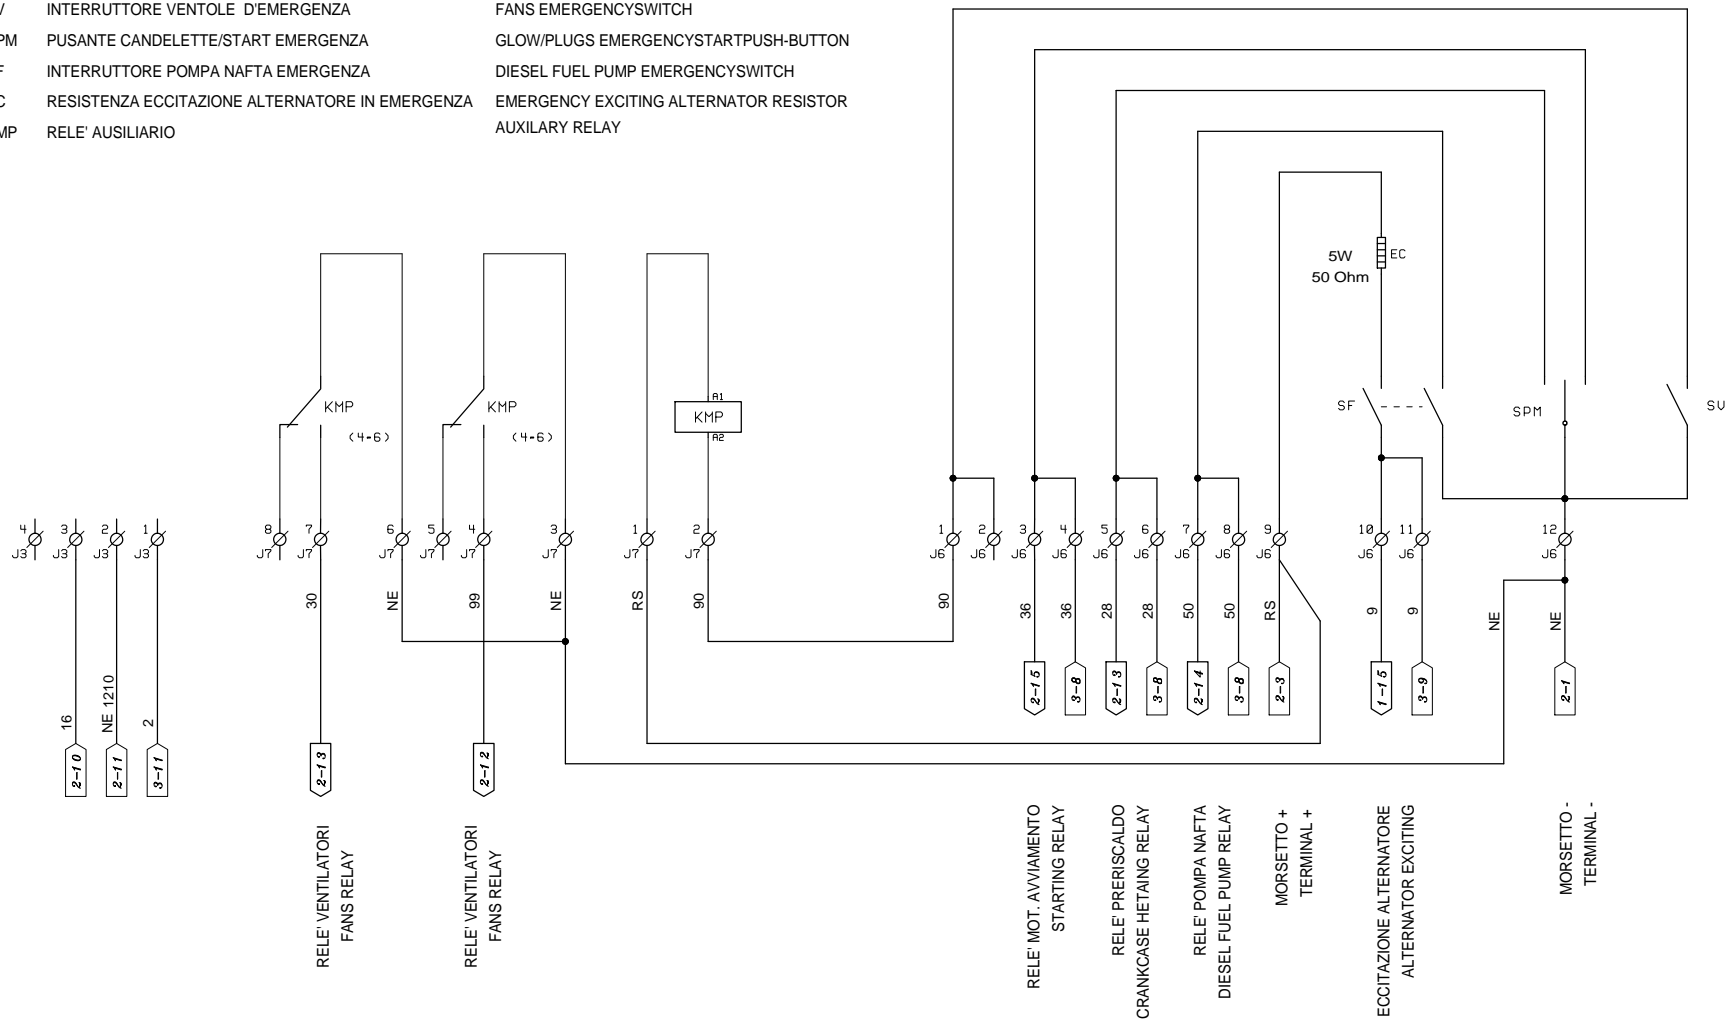 V INTERRUTTORE VENTOLE D'EMERGENZA FANS EMERGENCYSWITCH
PM PUSANTE CANDELETTE/START EMERGENZA GLOW/PLUGS EMERGENCYSTARTPUSH-BUTTON
F INTERRUTTORE POMPA NAFTA EMERGENZA DIESEL FUEL PUMP EMERGENCYSWITCH
C RESISTENZA ECCITAZIONE ALTERNATORE IN EMERGENZA EMERGENCY EXCITING ALTERNATOR RESISTOR
MP RELE' AUSILIARIO AUXILARY RELAY
5W
50 Ohm
EC
KMP
(4-6)
KMP
(4-6)
A1
KMP
A2
SF
SPM
SV
4 3 2 1 8 7 6 5 4 3 1 2 1 2 3 4 5 6 7 8 9 10 11 12
J3 J3 J3 J3 J7 J7 J7 J7 J7 J7 J7 J7 J6 J6 J6 J6 J6 J6 J6 J6 J6 J6 J6 J6
30 NE 99 NE RS 90 90 36 36 28 28 50 50 RS 9 9 NE NE
16 NE 1210 2
2-15 3-8 2-13 3-8 2-14 3-8 2-3 1-15 3-9 2-1
2-10 2-11 3-11 2-13 2-12
RELE' VENTILATORI
FANS RELAY
RELE' VENTILATORI
FANS RELAY
RELE' MOT. AVVIAMENTO
STARTING RELAY
RELE' PRERISCALDO
CRANKCASE HETAING RELAY
RELE' POMPA NAFTA
DIESEL FUEL PUMP RELAY
MORSETTO +
TERMINAL +
ECCITAZIONE ALTERNATORE
ALTERNATOR EXCITING
MORSETTO -
TERMINAL -